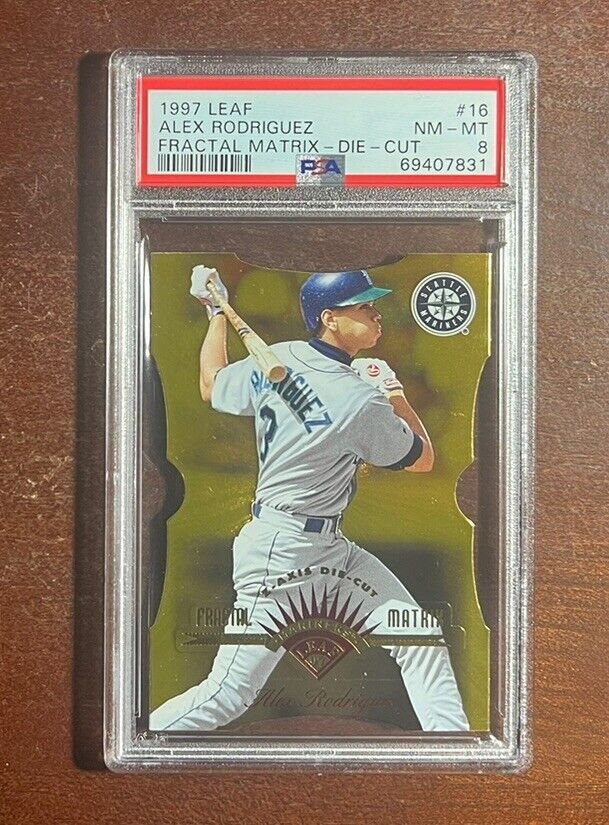 1997 LEAF #16
ALEX RODRIGUEZ NM - MT
FRACTAL MATRIX - DIE - CUT 8
PSA 69407831
SEATTLE
MARINERS
®
RODRIGUEZ
3
Z-AXIS DIE-CUT
FRACTAL MATRIX
MARINERS
LEAF
97
Alex Rodriguez